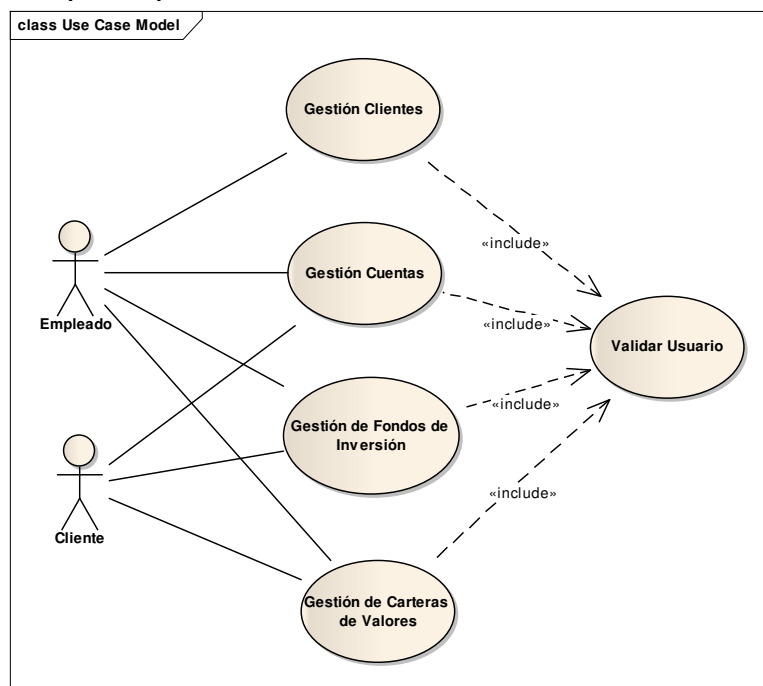 class Use Case Model
Gestión Clientes
«include»
Gestión Cuentas
Empleado
«include»
Validar Usuario
«include»
Gestión de Fondos de
Inversión
Cliente
«include»
Gestión de Carteras
de Valores